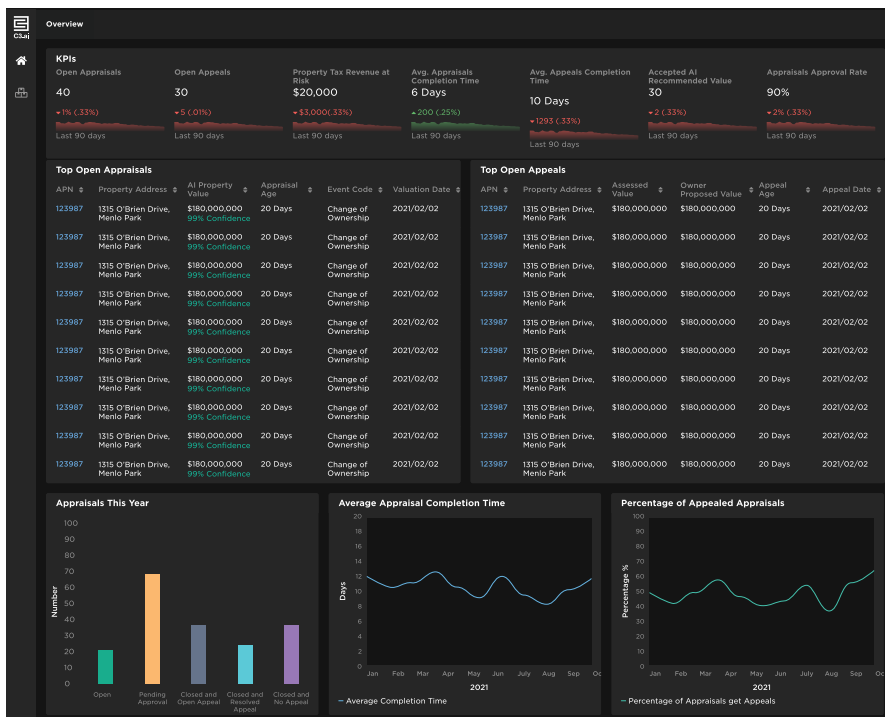 C3.ai
Overview
KPIs
Open Appraisals
40
1% (.33%)
Last 90 days
Open Appeals
30
5 (.01%)
Last 90 days
Property Tax Revenue at
Risk
$20,000
$3,000(.33%)
Last 90 days
Avg. Appraisals
Completion Time
6 Days
200 (.25%)
Last 90 days
Avg. Appeals Completion
Time
10 Days
1293 (.33%)
Last 90 days
Accepted AI
Recommended Value
30
2 (.33%)
Last 90 days
Appraisals Approval Rate
90%
2% (.33%)
Last 90 days
Top Open Appraisals
APN Property Address AI Property Value Appraisal Age Event Code Valuation Date
123987 1315 O'Brien Drive, $180,000,000 20 Days Change of 2021/02/02
Menlo Park 99% Confidence Ownership
123987 1315 O'Brien Drive, $180,000,000 20 Days Change of 2021/02/02
Menlo Park 99% Confidence Ownership
123987 1315 O'Brien Drive, $180,000,000 20 Days Change of 2021/02/02
Menlo Park 99% Confidence Ownership
123987 1315 O'Brien Drive, $180,000,000 20 Days Change of 2021/02/02
Menlo Park 99% Confidence Ownership
123987 1315 O'Brien Drive, $180,000,000 20 Days Change of 2021/02/02
Menlo Park 99% Confidence Ownership
123987 1315 O'Brien Drive, $180,000,000 20 Days Change of 2021/02/02
Menlo Park 99% Confidence Ownership
123987 1315 O'Brien Drive, $180,000,000 20 Days Change of 2021/02/02
Menlo Park 99% Confidence Ownership
123987 1315 O'Brien Drive, $180,000,000 20 Days Change of 2021/02/02
Menlo Park 99% Confidence Ownership
123987 1315 O'Brien Drive, $180,000,000 20 Days Change of 2021/02/02
Menlo Park 99% Confidence Ownership
123987 1315 O'Brien Drive, $180,000,000 20 Days Change of 2021/02/02
Menlo Park 99% Confidence Ownership
Top Open Appeals
APN Property Address Assessed Value Owner Proposed Value Appeal Age Appeal Date
123987 1315 O'Brien Drive, $180,000,000 $180,000,000 20 Days 2021/02/02
Menlo Park
123987 1315 O'Brien Drive, $180,000,000 $180,000,000 20 Days 2021/02/02
Menlo Park
123987 1315 O'Brien Drive, $180,000,000 $180,000,000 20 Days 2021/02/02
Menlo Park
123987 1315 O'Brien Drive, $180,000,000 $180,000,000 20 Days 2021/02/02
Menlo Park
123987 1315 O'Brien Drive, $180,000,000 $180,000,000 20 Days 2021/02/02
Menlo Park
123987 1315 O'Brien Drive, $180,000,000 $180,000,000 20 Days 2021/02/02
Menlo Park
123987 1315 O'Brien Drive, $180,000,000 $180,000,000 20 Days 2021/02/02
Menlo Park
123987 1315 O'Brien Drive, $180,000,000 $180,000,000 20 Days 2021/02/02
Menlo Park
123987 1315 O'Brien Drive, $180,000,000 $180,000,000 20 Days 2021/02/02
Menlo Park
123987 1315 O'Brien Drive, $180,000,000 $180,000,000 20 Days 2021/02/02
Menlo Park
Appraisals This Year
100
90
80
70
60
50
40
30
20
10
0
Number
Open
Pending
Approval
Closed and
Open Appeal
Closed and
Resolved
Appeal
Closed and
No Appeal
Average Appraisal Completion Time
20
18
16
14
12
10
8
6
4
2
0
Days
Jan Feb Mar Apr May Jun July Aug Sep Oc
2021
Average Completion Time
Percentage of Appealed Appraisals
100
90
80
70
60
50
40
30
20
10
0
Percentage %
Jan Feb Mar Apr May Jun July Aug Sep Oc
2021
Percentage of Appraisals get Appeals